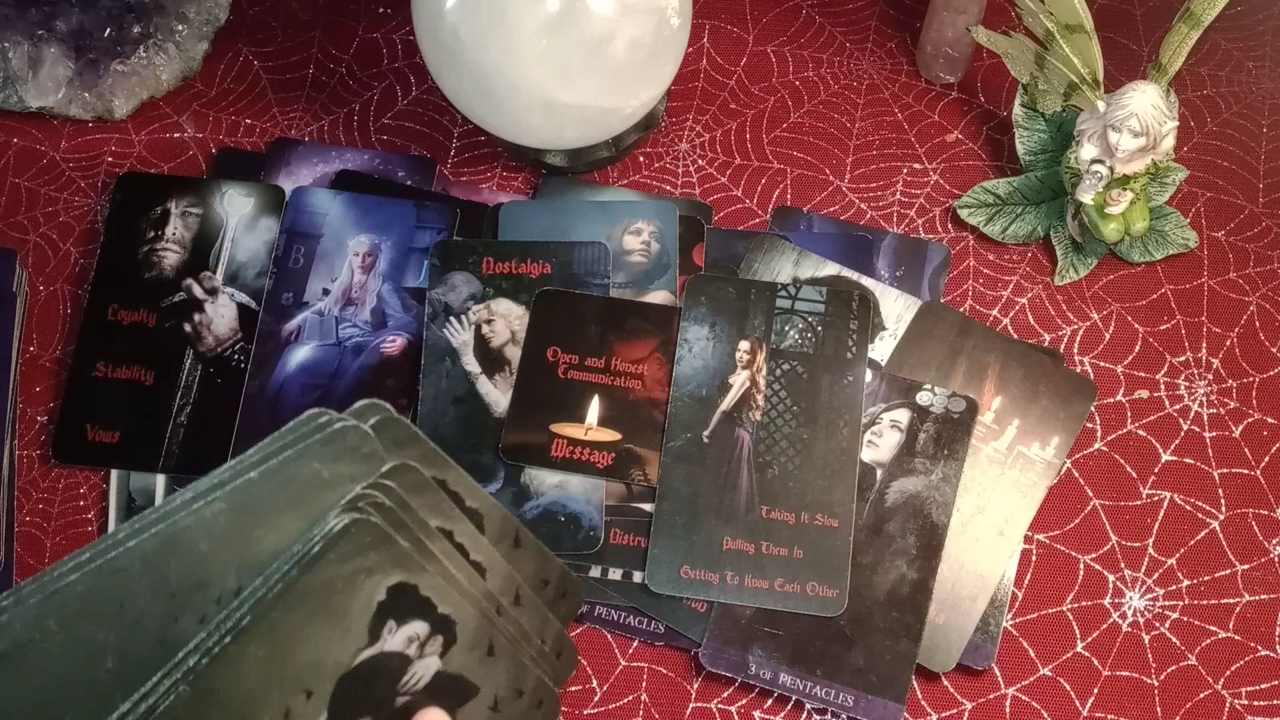 Loyalty
Stability
Vows
B
Nostalgia
Open and Honest
Communication
Message
Taking It Slow
Pulling Them In
Getting To Know Each Other
OF PENTACLES
3 OF PENTACLES